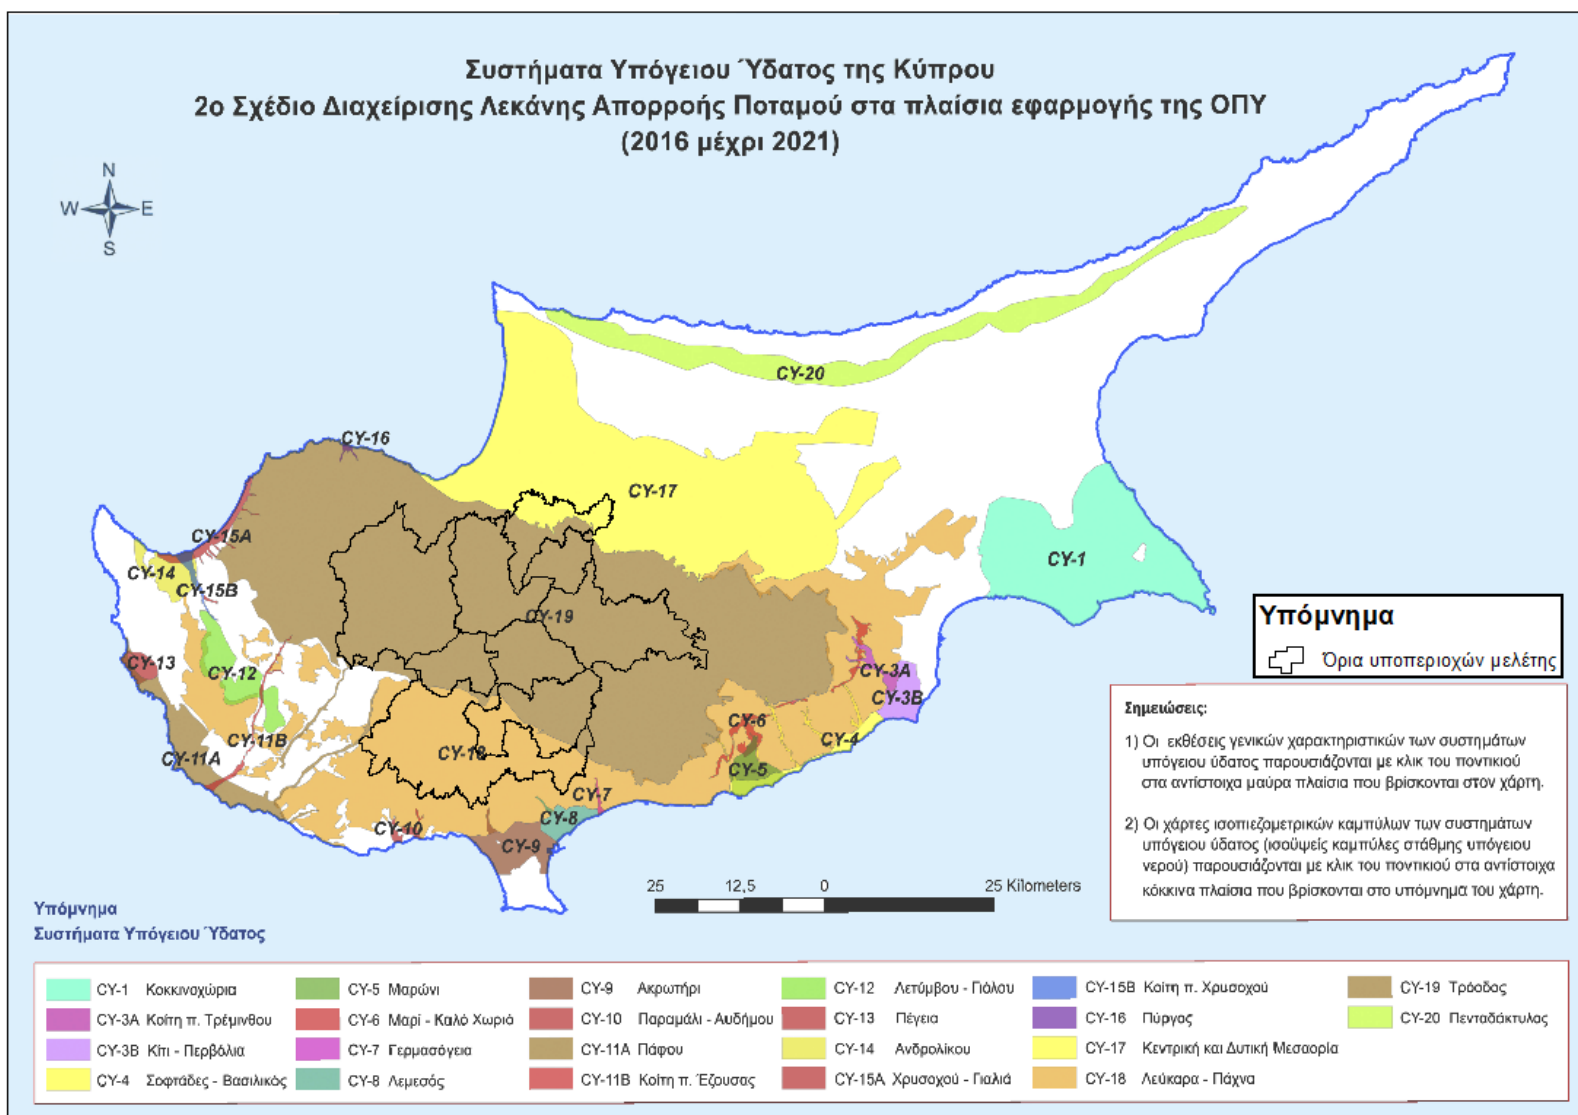 Συστήματα Υπόγειου Ύδατος της Κύπρου
2ο Σχέδιο Διαχείρισης Λεκάνης Απορροής Ποταμού στα πλαίσια εφαρμογής της ΟΠΥ
(2016 μέχρι 2021)
N
W E
S
CY-20
CY-16
CY-17
CY-15A
CY-1
CY-14
CY-15B
CY-19
Υπόμνημα
Όρια υποπεριοχών μελέτης
CY-13
CY-12
CY-3A
CY-3B
CY-6
CY-11B
CY-4
CY-18
CY-11A
CY-5
CY-7
CY-8
CY-10
CY-9
Σημειώσεις:
1) Οι εκθέσεις γενικών χαρακτηριστικών των συστημάτων
υπόγειου ύδατος παρουσιάζονται με κλικ του ποντικιού
στα αντίστοιχα μαύρα πλαίσια που βρίσκονται στον χάρτη.
2) Οι χάρτες ισοπιεζομετρικών καμπύλων των συστημάτων
υπόγειου ύδατος (ισοϋψείς καμπύλες στάθμης υπόγειου
νερού) παρουσιάζονται με κλικ του ποντικιού στα αντίστοιχα
κόκκινα πλαίσια που βρίσκονται στο υπόμνημα του χάρτη.
25 12,5 0 25 Kilometers
Υπόμνημα
Συστήματα Υπόγειου Ύδατος
CY-1 Κοκκινοχώρια
CY-3A Κοίτη π. Τρέμινθου
CY-3B Κίτι - Περβόλια
CY-4 Σοφτάδες - Βασιλικός
CY-5 Μαρώνι
CY-6 Μαρί - Καλό Χωριό
CY-7 Γερμασόγεια
CY-8 Λεμεσός
CY-9 Ακρωτήρι
CY-10 Παραμάλι - Αυδήμου
CY-11A Πάφου
CY-11B Κοίτη π. Έζουσας
CY-12 Λετύμβου - Γιόλου
CY-13 Πέγεια
CY-14 Ανδρολίκου
CY-15A Χρυσοχού - Γιαλιά
CY-15B Κοίτη π. Χρυσοχού
CY-16 Πύργος
CY-17 Κεντρική και Δυτική Μεσαορία
CY-18 Λεύκαρα - Πάχνα
CY-19 Τρόοδος
CY-20 Πενταδάκτυλος